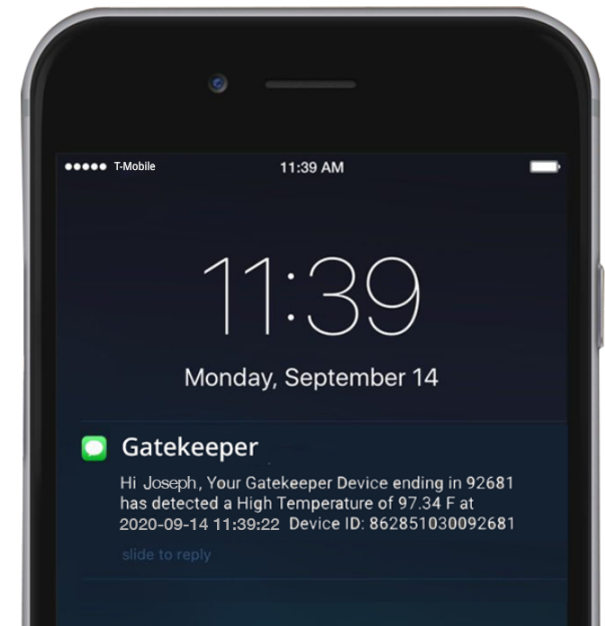 T-Mobile 11:39 AM
11:39
Monday, September 14
Gatekeeper
Hi Joseph, Your Gatekeeper Device ending in 92681
has detected a High Temperature of 97.34 F at
2020-09-14 11:39:22 Device ID: 862851030092681
slide to reply